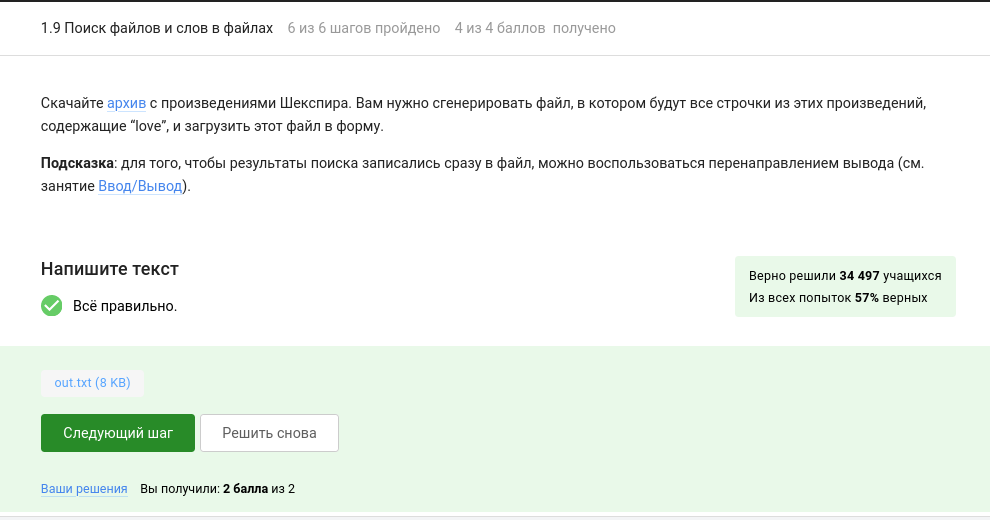 1.9 Поиск файлов и слов в файлах 6 из 6 шагов пройдено 4 из 4 баллов получено
Скачайте архив с произведениями Шекспира. Вам нужно сгенерировать файл, в котором будут все строчки из этих произведений,
содержащие “love”, и загрузить этот файл в форму.
Подсказка: для того, чтобы результаты поиска записались сразу в файл, можно воспользоваться перенаправлением вывода (см.
занятие Ввод/Вывод).
Напишите текст
Верно решили 34 497 учащихся
Из всех попыток 57% верных
Всё правильно.
out.txt (8 KB)
Следующий шаг Решить снова
Ваши решения Вы получили: 2 балла из 2